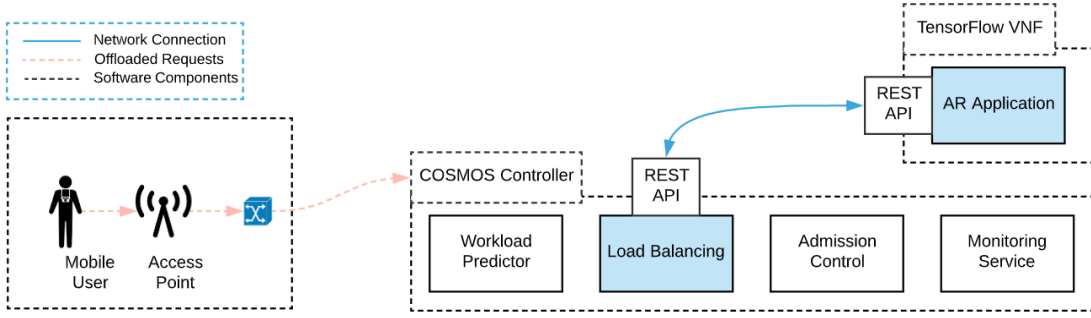 Network Connection
Offloaded Requests
Software Components
TensorFlow VNF
REST
API
AR Application
COSMOS Controller
REST
API
Workload
Predictor
Load Balancing
Admission
Control
Monitoring
Service
Mobile
User
Access
Point